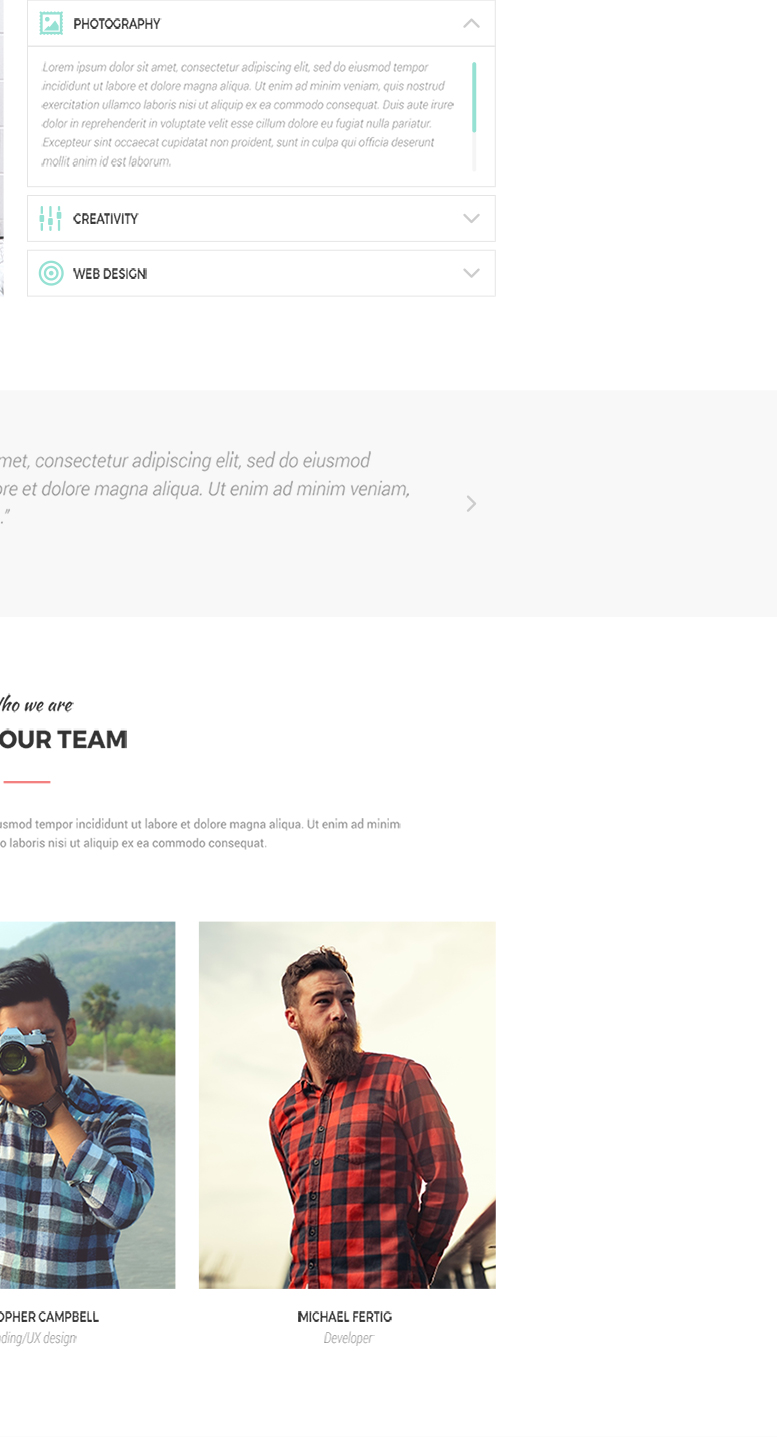 PHOTOGRAPHY
Lorem ipsum dolor sit amet, consectetur adipiscing elit, sed do eiusmod tempor
incididunt ut labore et dolore magna aliqua. Ut enim ad minim veniam, quis nostrud
exercitation ullamco laboris nisi ut aliquip ex ea commodo consequat. Duis aute irure
dolor in reprehenderit in voluptate velit esse cillum dolore eu fugiat nulla pariatur.
Excepteur sint occaecat cupidatat non proident, sunt in culpa qui officia deserunt
mollit anim id est laborum.
CREATIVITY
WEB DESIGN
met, consectetur adipiscing elit, sed do eiusmod
ore et dolore magna aliqua. Ut enim ad minim veniam,
.”
Who we are
OUR TEAM
usmod tempor incididunt ut labore et dolore magna aliqua. Ut enim ad minim
o laboris nisi ut aliquip ex ea commodo consequat.
OPHER CAMPBELL
nding/UX design
MICHAEL FERTIG
Developer